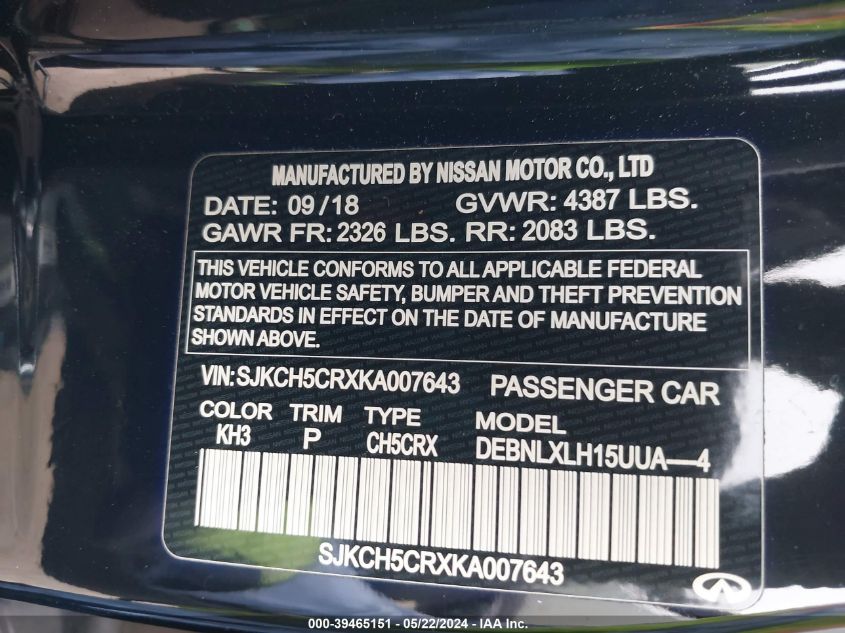 MANUFACTURED BY NISSAN MOTOR CO., LTD
DATE: 09/18 GVWR: 4387 LBS.
GAWR FR: 2326 LBS. RR: 2083 LBS.
THIS VEHICLE CONFORMS TO ALL APPLICABLE FEDERAL
MOTOR VEHICLE SAFETY, BUMPER AND THEFT PREVENTION
STANDARDS IN EFFECT ON THE DATE OF MANUFACTURE
SHOWN ABOVE.
VIN: SJKCH5CRXKA007643 PASSENGER CAR
COLOR TRIM TYPE MODEL
KH3 P CH5CRX DEBNLXLH15UUA—4
SJKCH5CRXKA007643
000-39465151 - 05/22/2024 - IAA Inc.